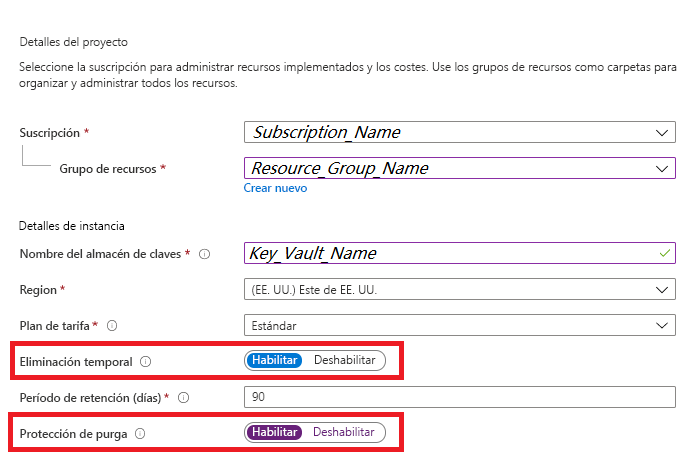 Detalles del proyecto
Seleccione la suscripción para administrar recursos implementados y los costes. Use los grupos de recursos como carpetas para
organizar y administrar todos los recursos.
Suscripción * Subscription_Name
Grupo de recursos * Resource_Group_Name
Crear nuevo
Detalles de instancia
Nombre del almacén de claves * Key_Vault_Name
Region * (EE. UU.) Este de EE. UU.
Plan de tarifa * Estándar
Eliminación temporal Habilitar Deshabilitar
Período de retención (días) * 90
Protección de purga Habilitar Deshabilitar